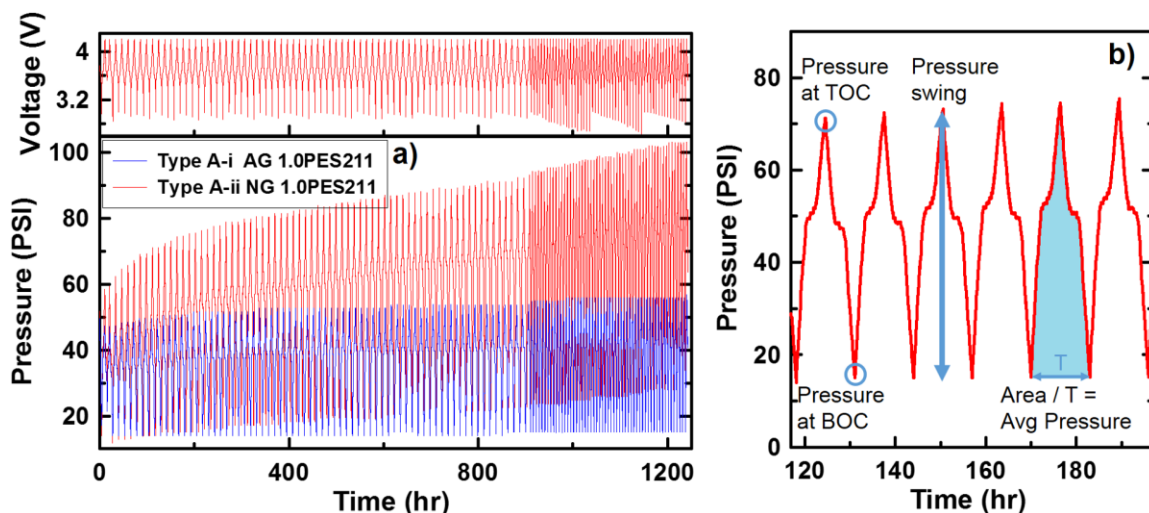 Voltage (V)
4
3.2
a)
Type A-i AG 1.0PES211
Type A-ii NG 1.0PES211
Pressure (PSI)
100
80
60
40
20
0
400
800
1200
Time (hr)
b)
Pressure
at TOC
Pressure
swing
Pressure
at BOC
T
Area / T =
Avg Pressure
Pressure (PSI)
80
60
40
20
0
120
140
160
180
Time (hr)